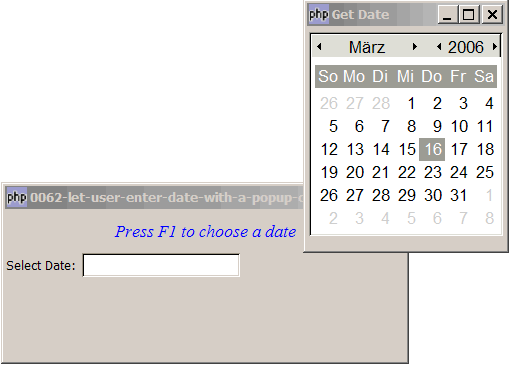 php Get Date
März 2006
So Mo Di Mi Do Fr Sa
26 27 28 1 2 3 4
5 6 7 8 9 10 11
12 13 14 15 16 17 18
19 20 21 22 23 24 25
26 27 28 29 30 31 1
2 3 4 5 6 7 8
php 0062-let-user-enter-date-with-a-popup-
Press F1 to choose a date
Select Date: